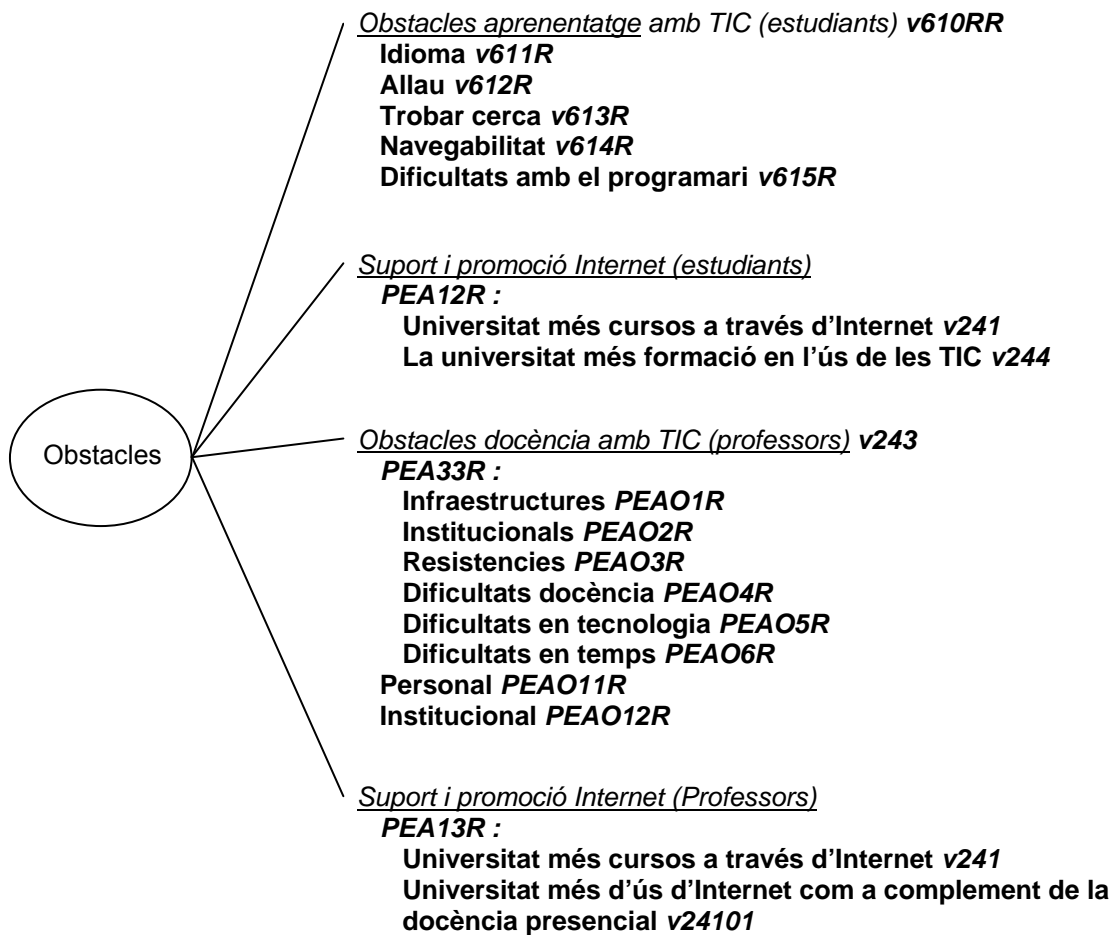 Obstacles aprenentatge amb TIC (estudiants) v610RR
Idioma v611R
Allau v612R
Trobar cerca v613R
Navegabilitat v614R
Dificultats amb el programari v615R
Suport i promoció Internet (estudiants)
PEA12R :
Universitat més cursos a través d’Internet v241
La universitat més formació en l’ús de les TIC v244
Obstacles
Obstacles docència amb TIC (professors) v243
PEA33R :
Infraestructures PEAO1R
Institucionals PEAO2R
Resistencies PEAO3R
Dificultats docència PEAO4R
Dificultats en tecnologia PEAO5R
Dificultats en temps PEAO6R
Personal PEAO11R
Institucional PEAO12R
Suport i promoció Internet (Professors)
PEA13R :
Universitat més cursos a través d’Internet v241
Universitat més d’ús d’Internet com a complement de la
docència presencial v24101